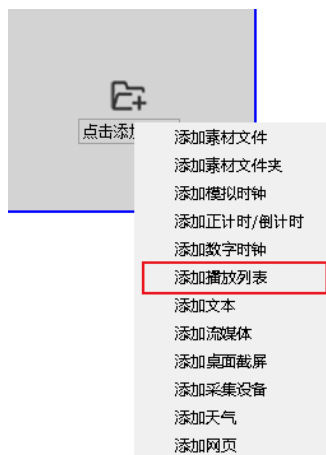 点击添加
添加素材文件
添加素材文件夹
添加模拟时钟
添加正计时/倒计时
添加数字时钟
添加播放列表
添加文本
添加流媒体
添加桌面截屏
添加采集设备
添加天气
添加网页